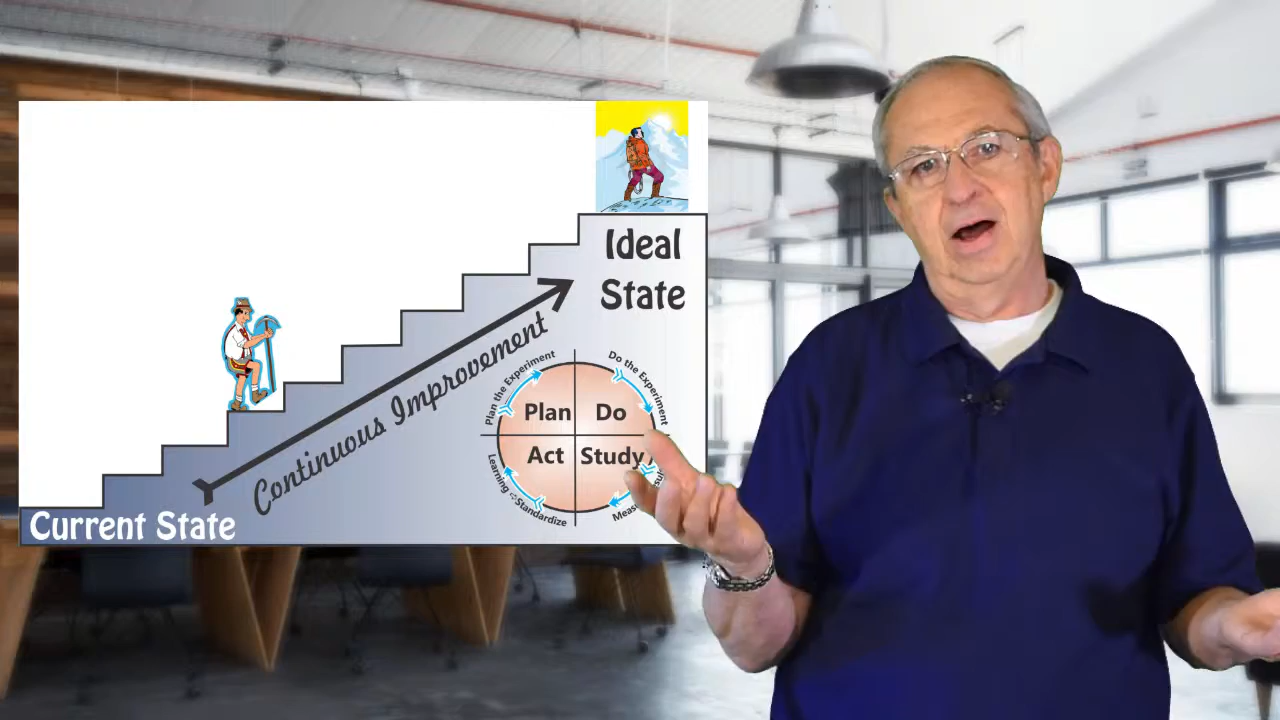 Ideal
State
Continuous Improvement
Plan the Experiment
Do the Experiment
Plan
Do
Act
Study
Learning
Standardize
Current State